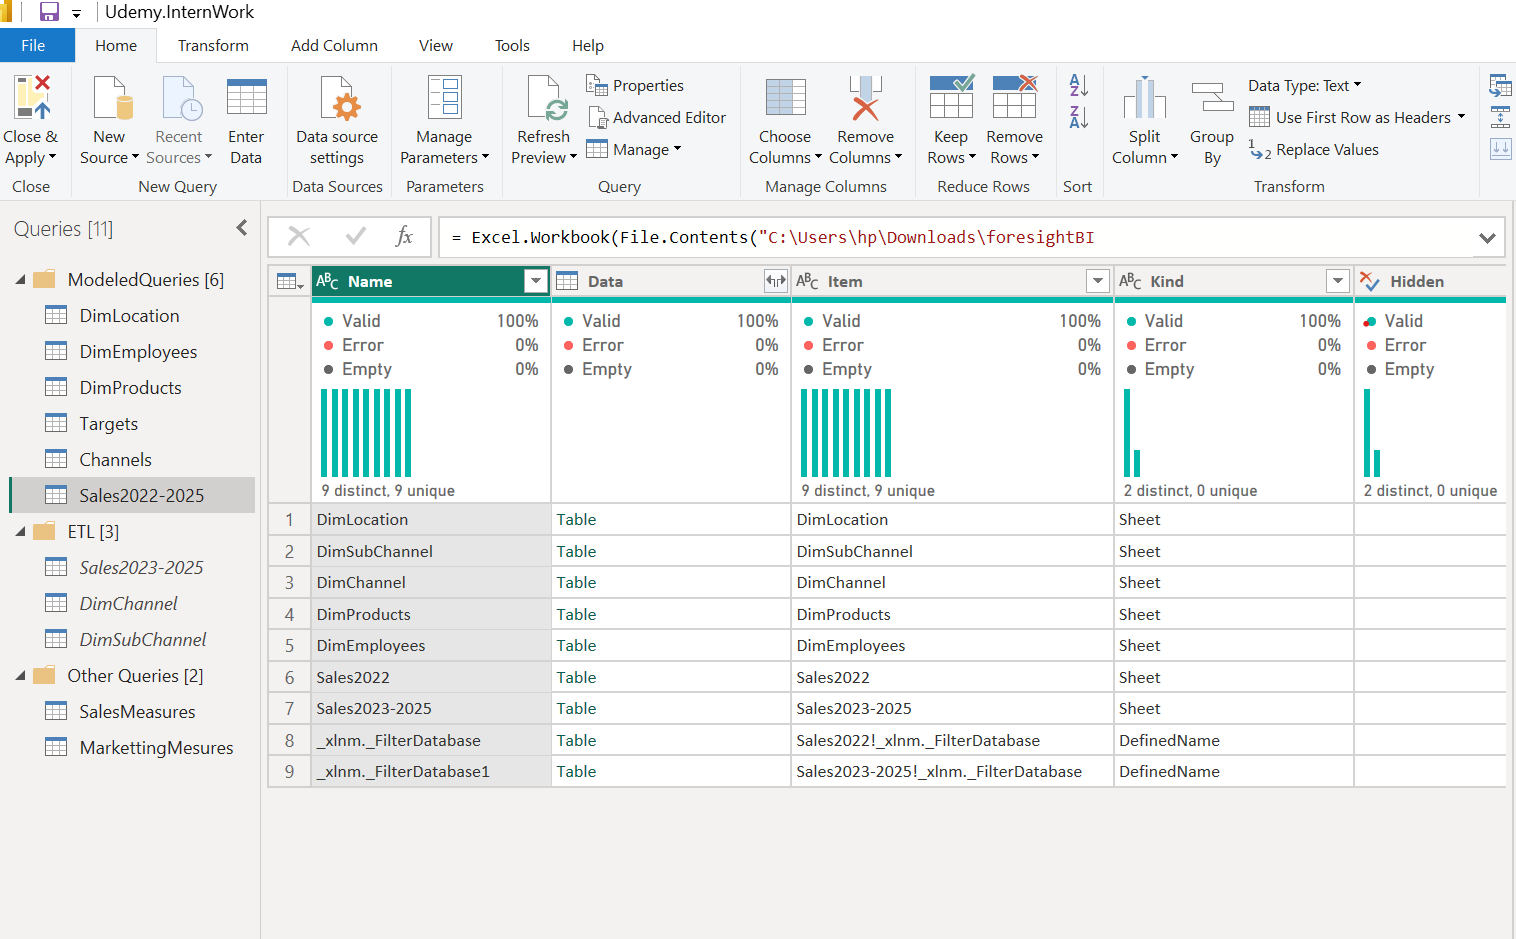 Udemy.InternWork
File Home Transform Add Column View Tools Help
Close & Apply
New Source
Recent Sources
Enter Data
Data source settings
Manage Parameters
Refresh Preview
Properties
Advanced Editor
Manage
Choose Columns
Remove Columns
Keep Rows
Remove Rows
A Z
Z A
Split Column
Group By
Data Type: Text
Use First Row as Headers
1 2 Replace Values
Close New Query Data Sources Parameters Query Manage Columns Reduce Rows Sort Transform
Queries [11]
ModeledQueries [6]
DimLocation
DimEmployees
DimProducts
Targets
Channels
Sales2022-2025
ETL [3]
Sales2023-2025
DimChannel
DimSubChannel
Other Queries [2]
SalesMeasures
MarkettingMesures
fx = Excel.Workbook(File.Contents("C:\Users\hp\Downloads\foresightBI
ABC Name Data ABC Item ABC Kind Hidden
Valid 100% Valid 100% Valid 100% Valid 100% Valid
Error 0% Error 0% Error 0% Error 0% Error
Empty 0% Empty 0% Empty 0% Empty 0% Empty
9 distinct, 9 unique 9 distinct, 9 unique 2 distinct, 0 unique 2 distinct, 0 unique
1 DimLocation Table DimLocation Sheet
2 DimSubChannel Table DimSubChannel Sheet
3 DimChannel Table DimChannel Sheet
4 DimProducts Table DimProducts Sheet
5 DimEmployees Table DimEmployees Sheet
6 Sales2022 Table Sales2022 Sheet
7 Sales2023-2025 Table Sales2023-2025 Sheet
8 _xlnm._FilterDatabase Table Sales2022!_xlnm._FilterDatabase DefinedName
9 _xlnm._FilterDatabase1 Table Sales2023-2025!_xlnm._FilterDatabase DefinedName